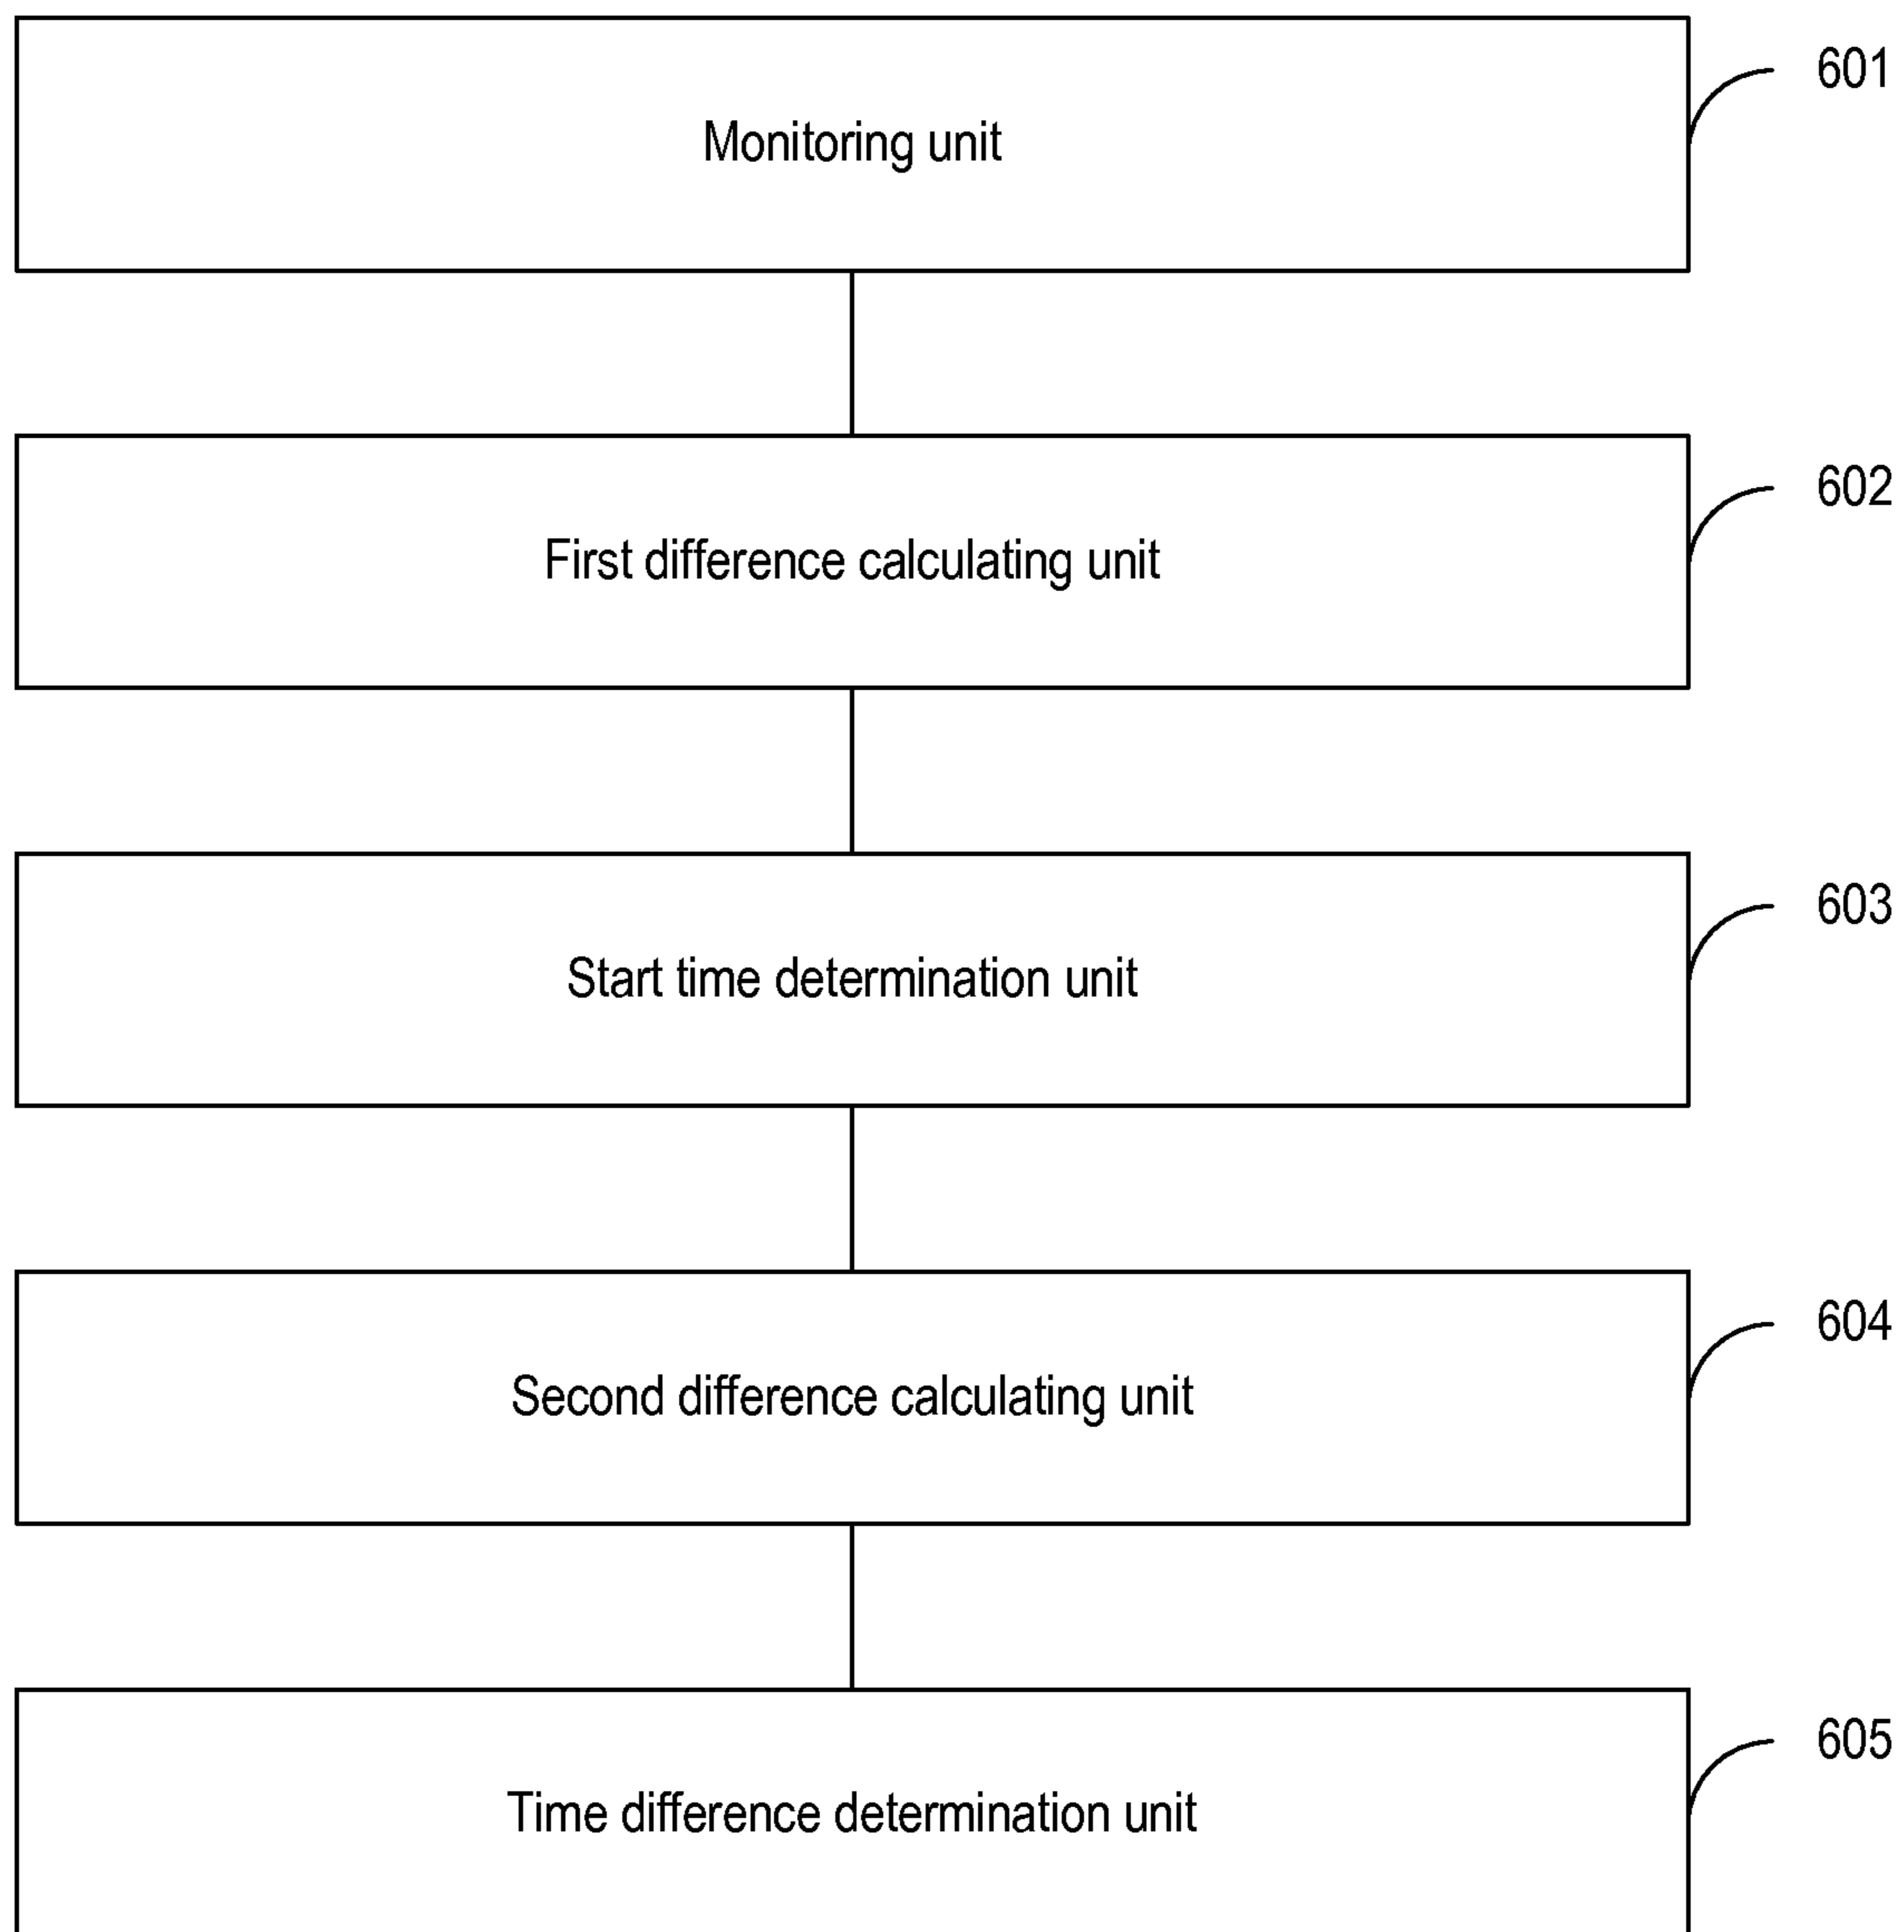 601
Monitoring unit
602
First difference calculating unit
603
Start time determination unit
604
Second difference calculating unit
605
Time difference determination unit